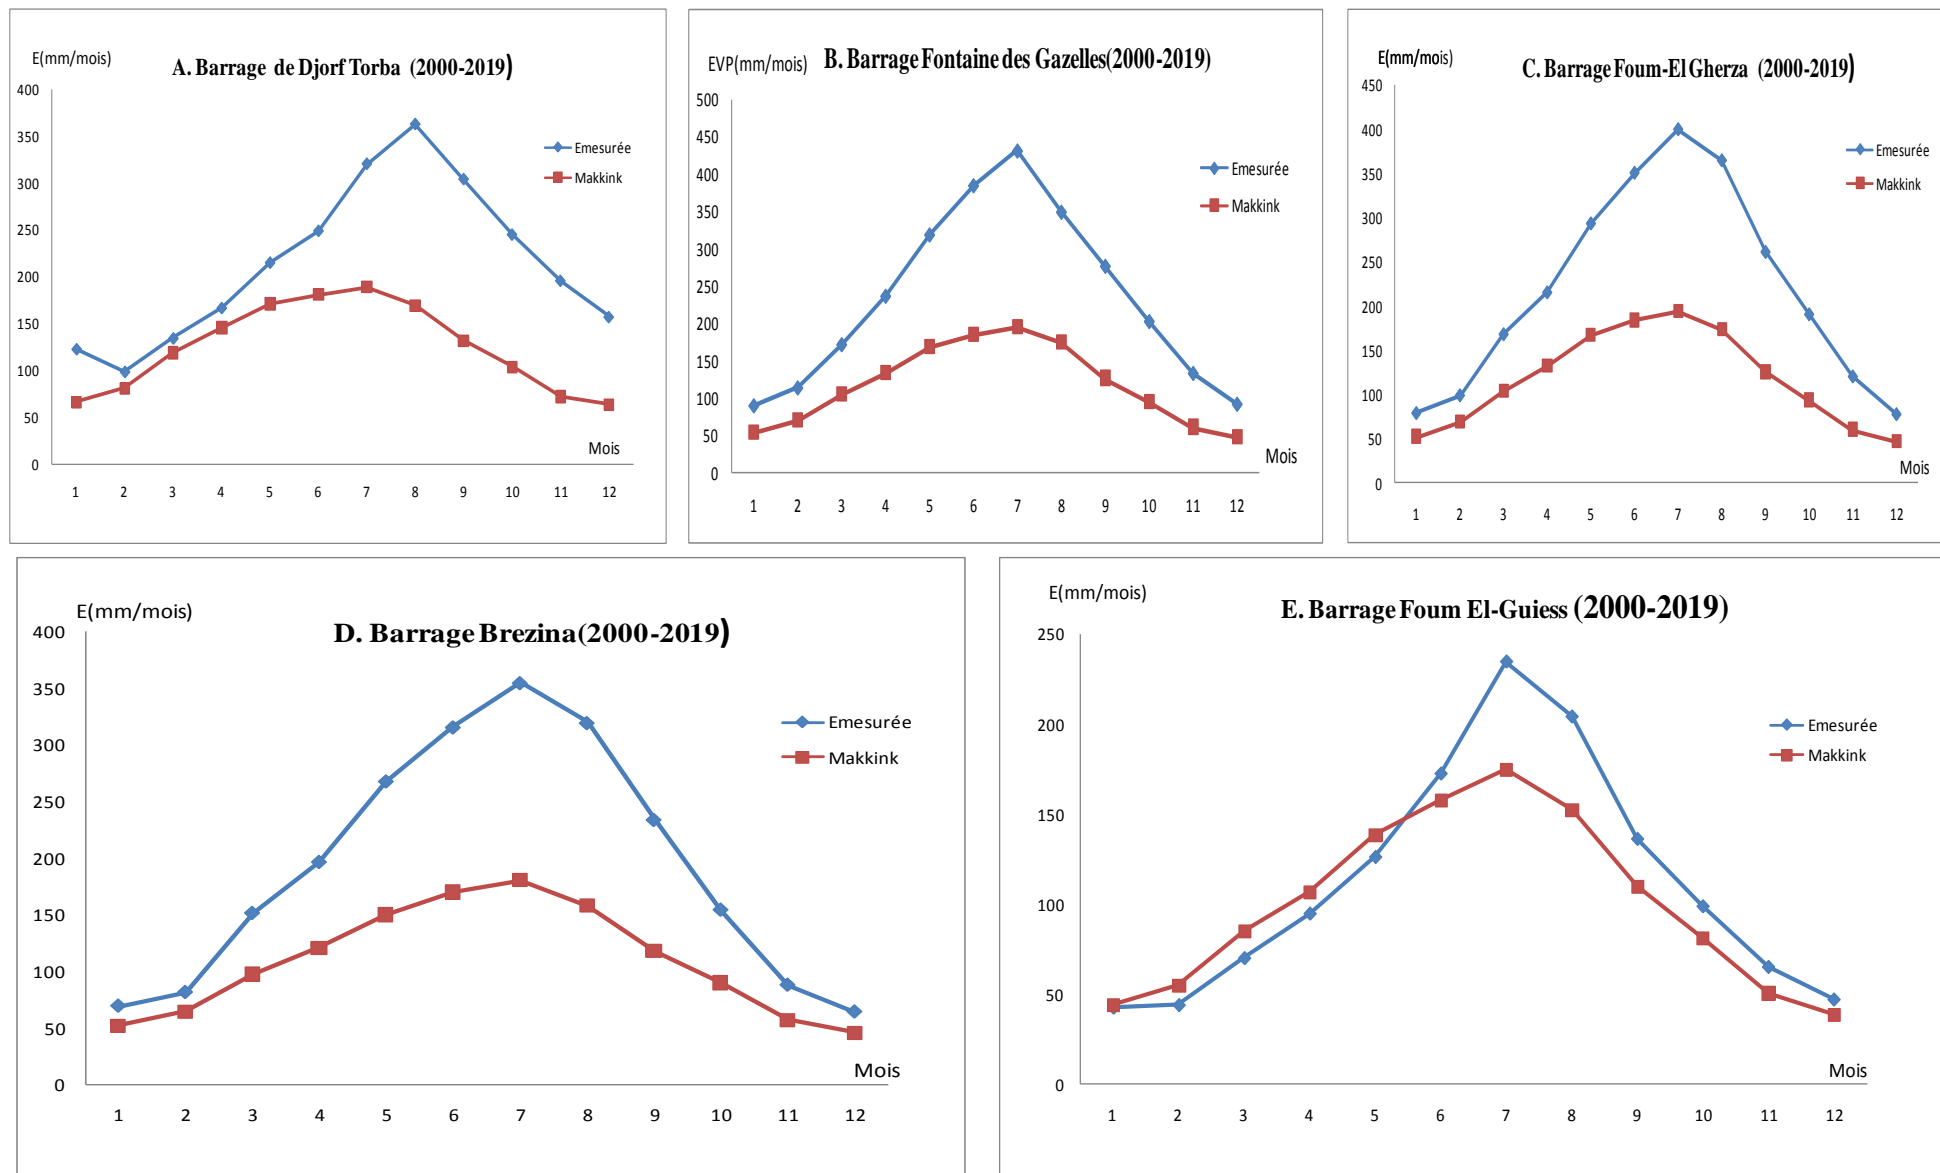 E(mm/mois)
A. Barrage de Djorf Torba (2000-2019)
400
350
300
250
200
150
100
50
0
Emesurée
Makkink
Mois
1 2 3 4 5 6 7 8 9 10 11 12
EVP(mm/mois)
B. Barrage Fontaine des Gazelles(2000-2019)
500
450
400
350
300
250
200
150
100
50
0
Emesurée
Makkink
Mois
1 2 3 4 5 6 7 8 9 10 11 12
E(mm/mois)
C. Barrage Foum-El Gherza (2000-2019)
450
400
350
300
250
200
150
100
50
0
Emesurée
Makkink
Mois
1 2 3 4 5 6 7 8 9 10 11 12
E(mm/mois)
D. Barrage Brezina(2000-2019)
400
350
300
250
200
150
100
50
0
Emesurée
Makkink
Mois
1 2 3 4 5 6 7 8 9 10 11 12
E(mm/mois)
E. Barrage Foum El-Guiess (2000-2019)
250
200
150
100
50
0
Emesurée
Makkink
Mois
1 2 3 4 5 6 7 8 9 10 11 12